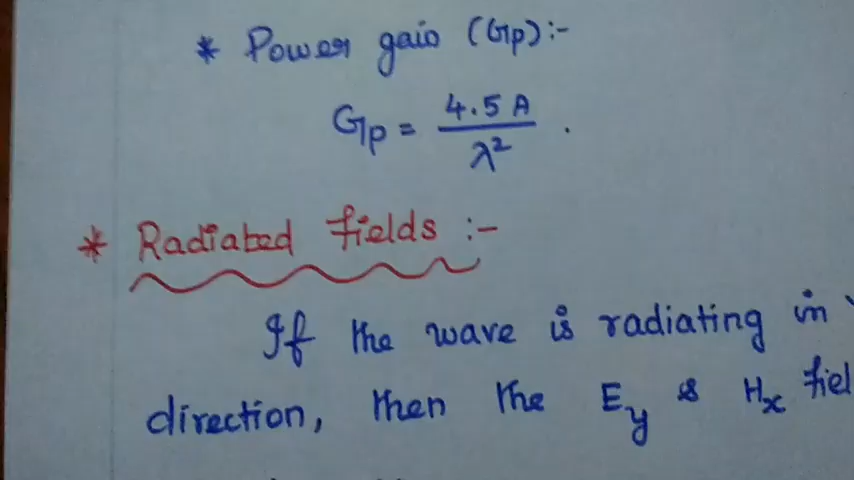 * Power gain (Gp):-
Gp = 4.5 A / λ².
* Radiated fields :-
If the wave is radiating in
direction, then the Ey & Hx